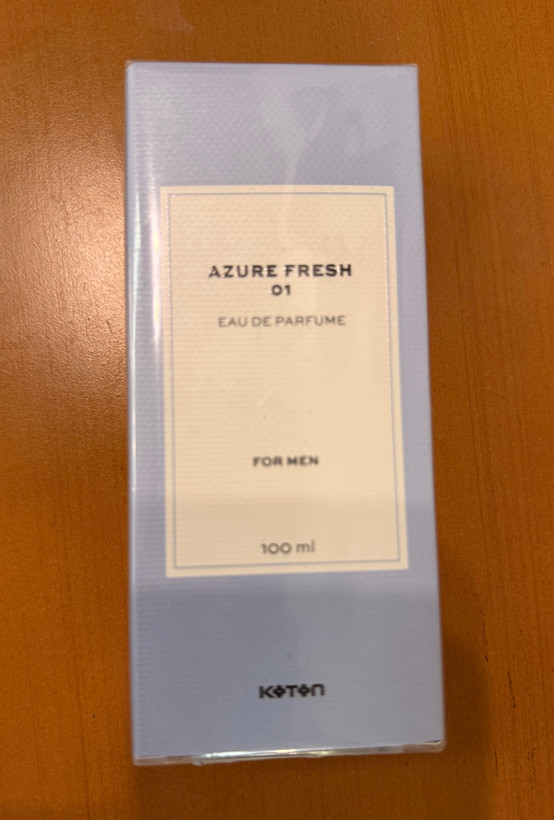 AZURE FRESH
01
EAU DE PARFUME
FOR MEN
100 ml
KOTON